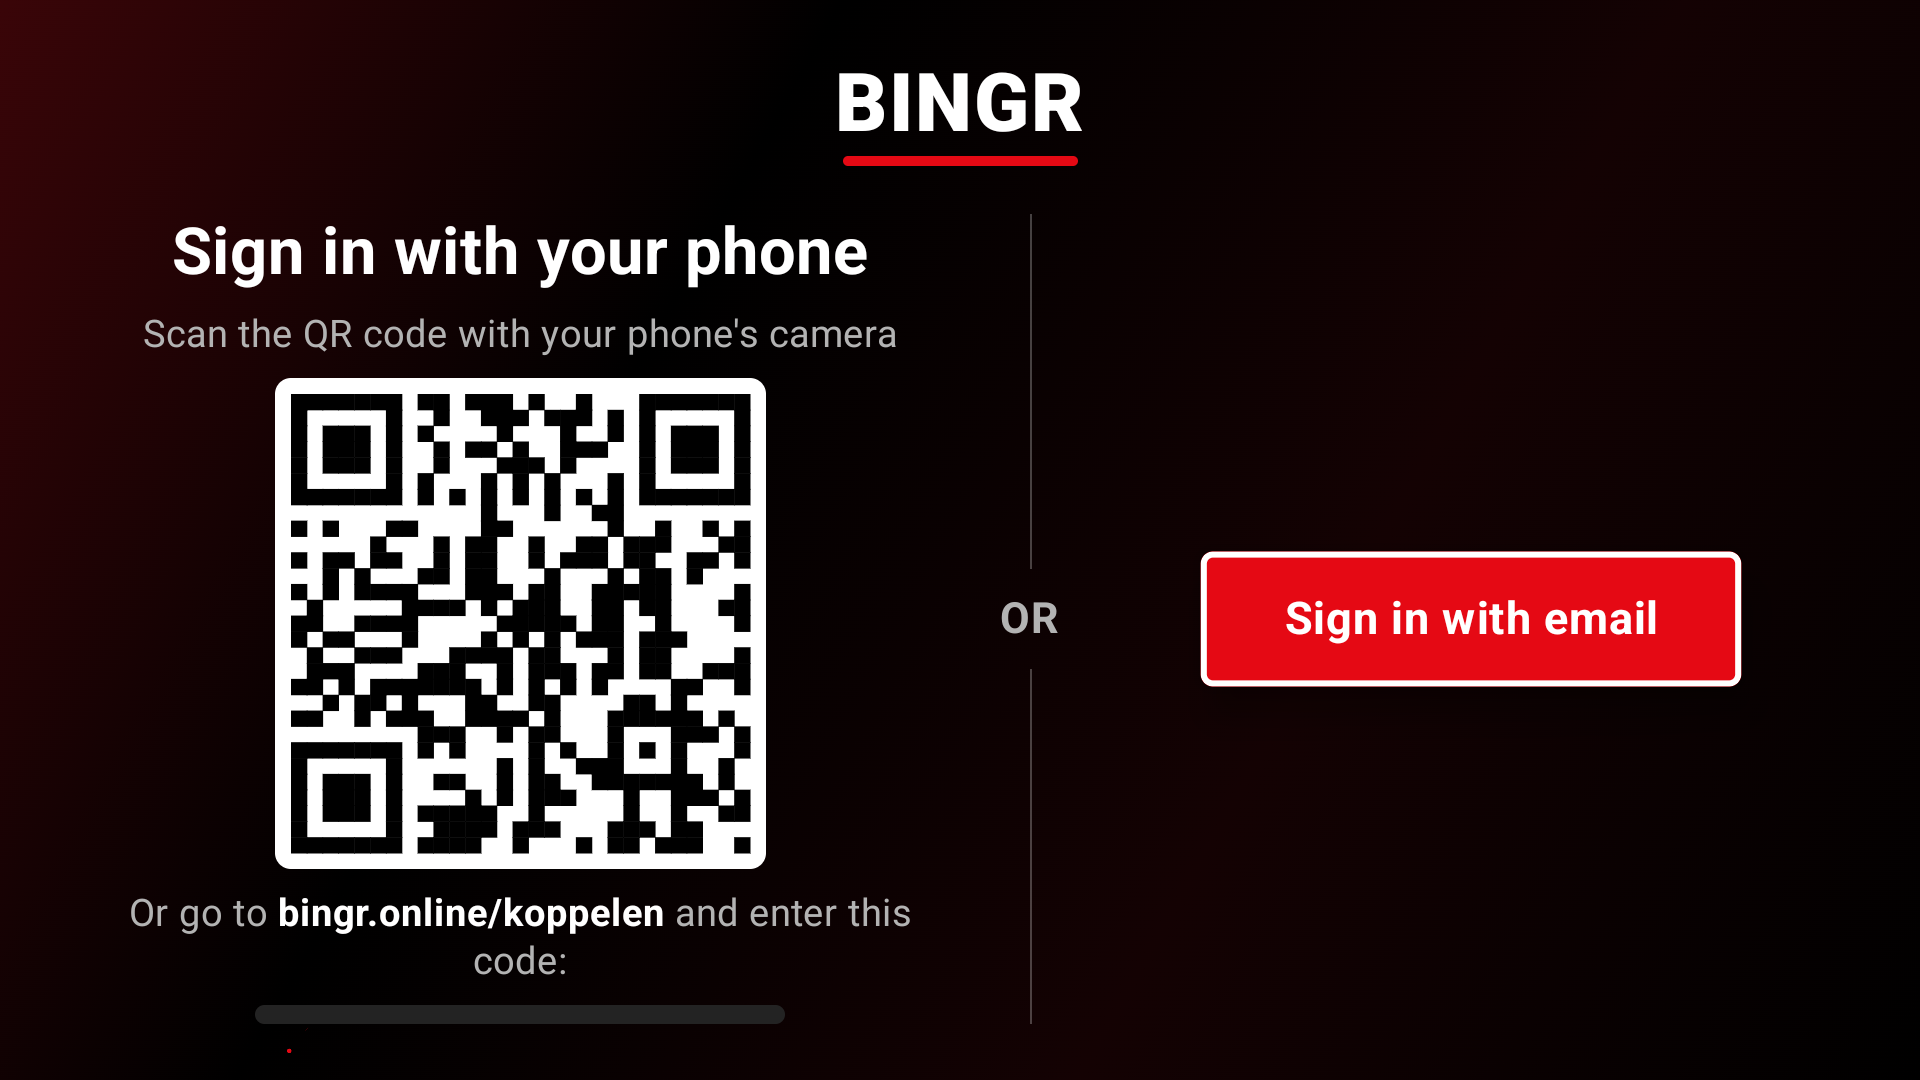 BINGR
Sign in with your phone
Scan the QR code with your phone's camera
Or go to bingr.online/koppelen and enter this
code:
OR
Sign in with email